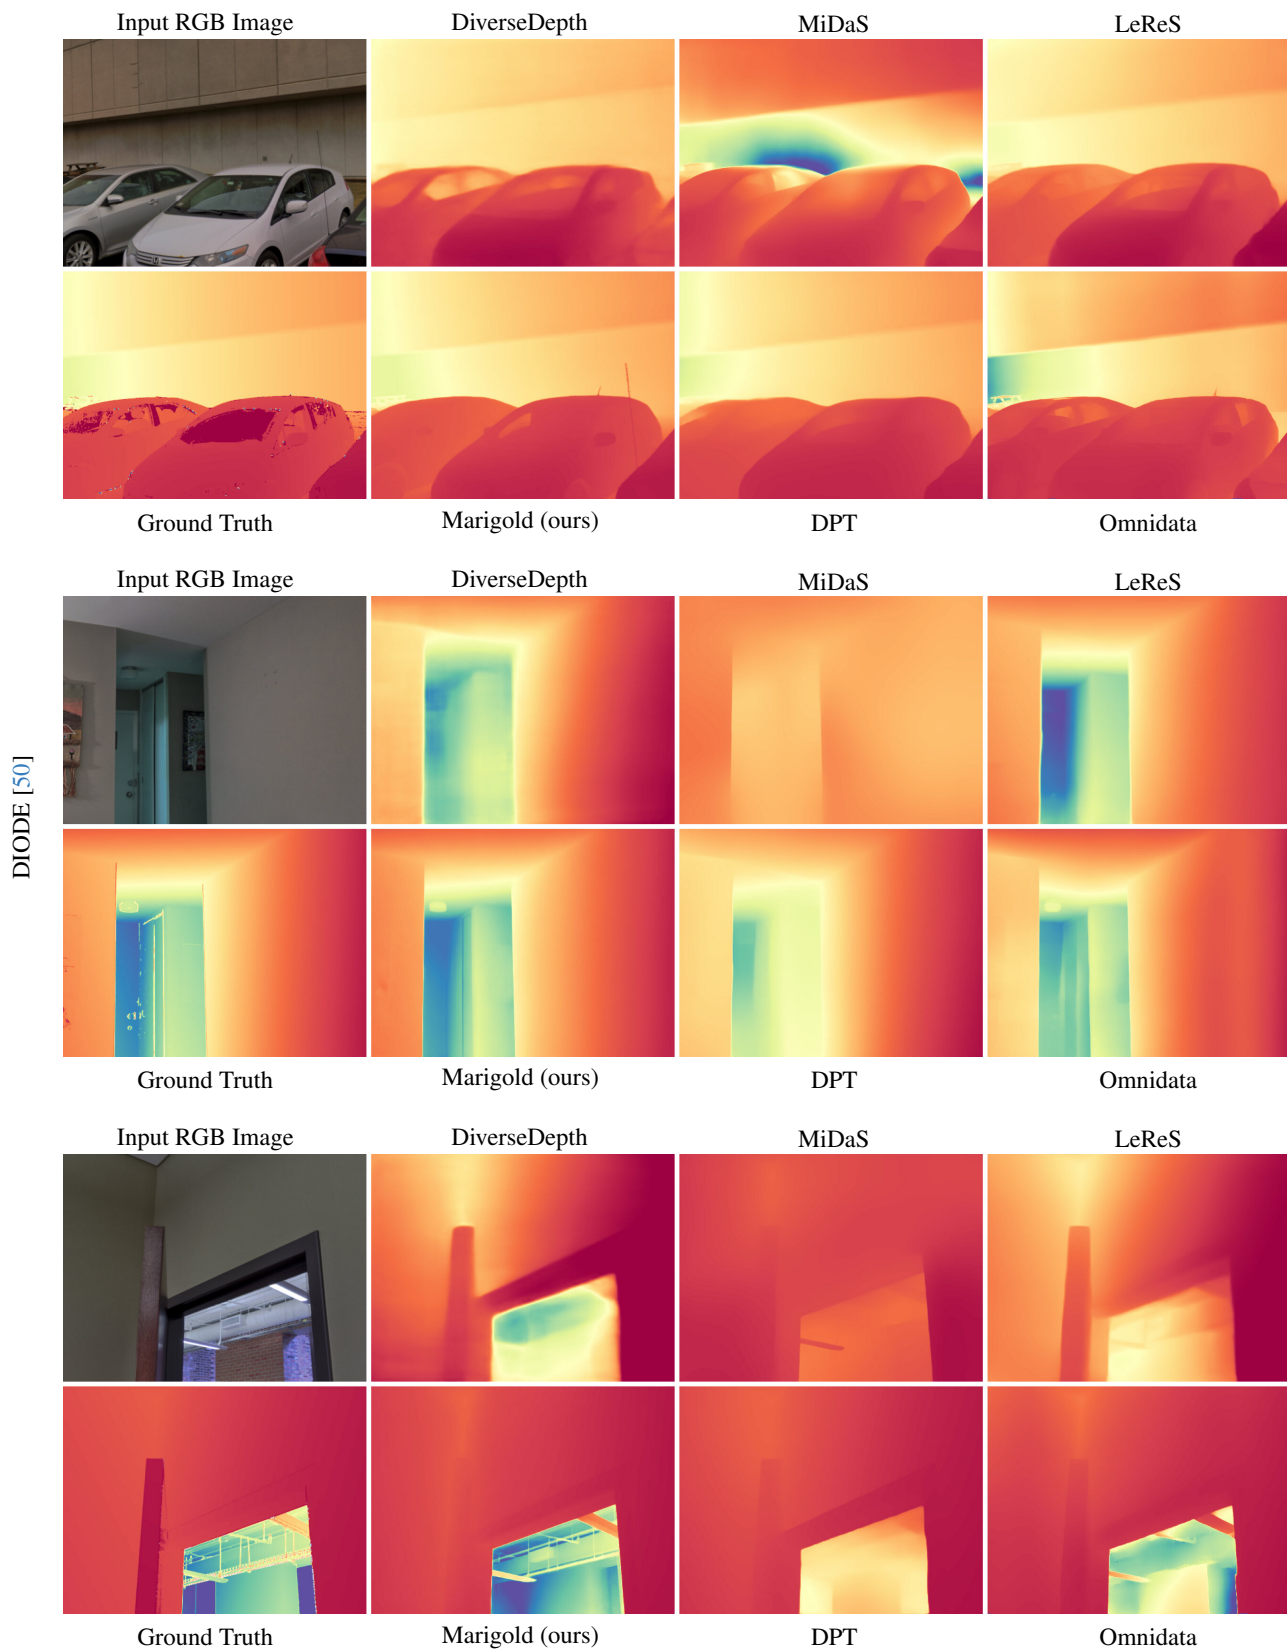 Input RGB Image DiverseDepth MiDaS LeReS
Ground Truth Marigold (ours) DPT Omnidata
Input RGB Image DiverseDepth MiDaS LeReS
DIODE [50]
Ground Truth Marigold (ours) DPT Omnidata
Input RGB Image DiverseDepth MiDaS LeReS
Ground Truth Marigold (ours) DPT Omnidata